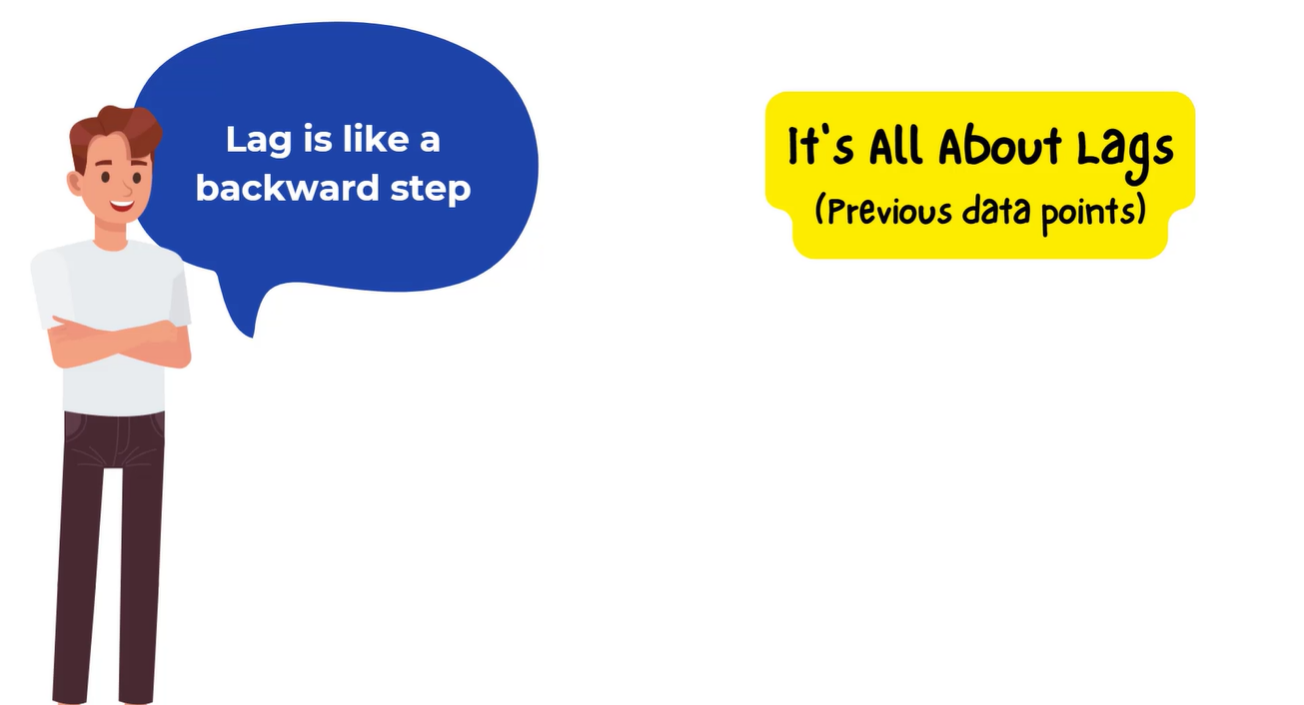 Lag is like a
backward step
It's All About Lags
(Previous data points)